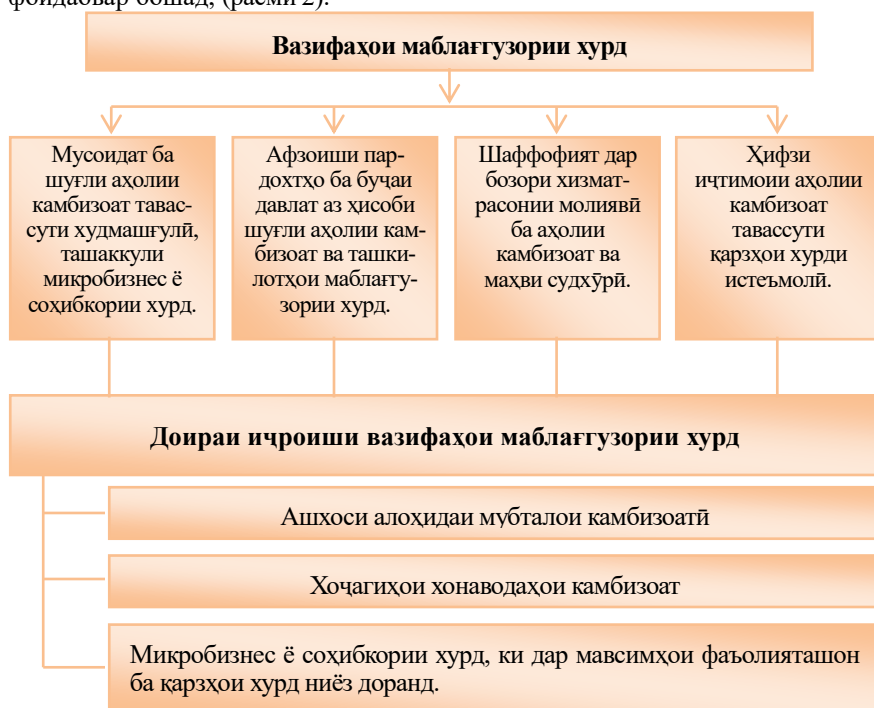 фоидаовар бошад, (расми 2).
Вазифаҳои маблағгузории хурд
Мусоидат ба
шуғли аҳолии
камбизоат тавас-
сути худмашғулӣ,
ташаккули
микробизнес ё
соҳибкории хурд.
Афзоиши пар-
дохтҳо ба буҷаи
давлат аз ҳисоби
шуғли аҳолии кам-
бизоат ва ташки-
лотҳои маблағгу-
зории хурд.
Шаффофият дар
бозори хизмат-
расонии молиявӣ
ба аҳолии
камбизоат ва
маҳви судхӯрӣ.
Ҳифзи
иҷтимоии аҳолии
камбизоат
тавассути
қарзҳои хурди
истеъмолӣ.
Доираи иҷроиши вазифаҳои маблағгузории хурд
Ашхоси алоҳидаи мубталои камбизоатӣ
Хоҷагиҳои хонаводаҳои камбизоат
Микробизнес ё соҳибкории хурд, ки дар мавсимҳои фаъолияташон
ба қарзҳои хурд ниёз доранд.